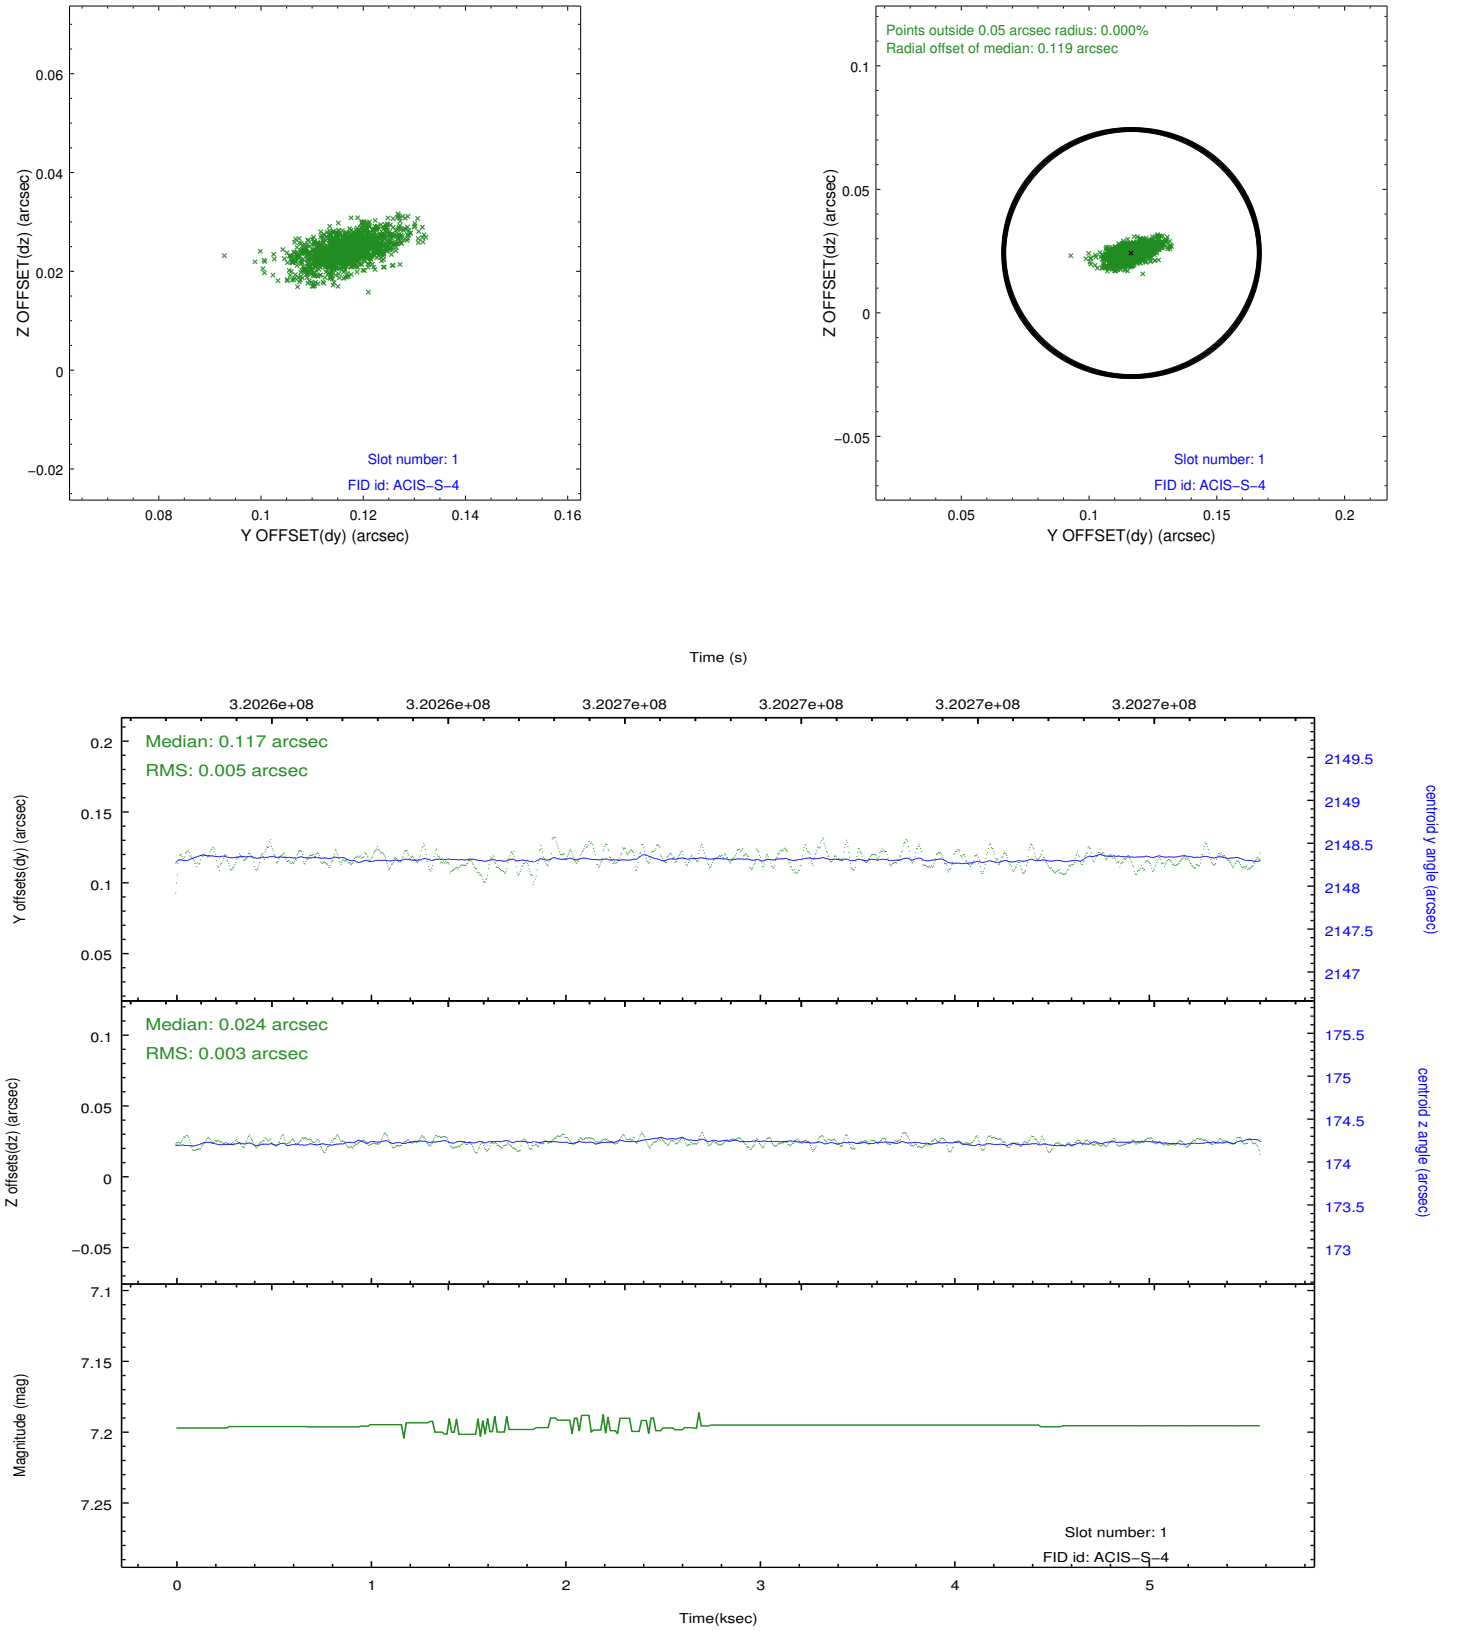 0.06
0.04
0.02
0
−0.02
Z OFFSET(dz) (arcsec)
Slot number: 1
FID id: ACIS−S−4
0.08
0.1
0.12
0.14
0.16
Y OFFSET(dy) (arcsec)
Points outside 0.05 arcsec radius: 0.000%
Radial offset of median: 0.119 arcsec
0.1
0.05
0
−0.05
Z OFFSET(dz) (arcsec)
Slot number: 1
FID id: ACIS−S−4
0.05
0.1
0.15
0.2
Y OFFSET(dy) (arcsec)
Time (s)
3.2026e+08
3.2026e+08
3.2027e+08
3.2027e+08
3.2027e+08
3.2027e+08
Median: 0.117 arcsec
RMS: 0.005 arcsec
0.2
0.15
0.1
0.05
Y offsets(dy) (arcsec)
2149.5
2149
2148.5
2148
2147.5
2147
centroid y angle (arcsec)
Median: 0.024 arcsec
RMS: 0.003 arcsec
0.1
0.05
0
−0.05
Z offsets(dz) (arcsec)
175.5
175
174.5
174
173.5
173
centroid z angle (arcsec)
7.1
7.15
7.2
7.25
Magnitude (mag)
Slot number: 1
FID id: ACIS−S−4
0
1
2
3
4
5
Time(ksec)